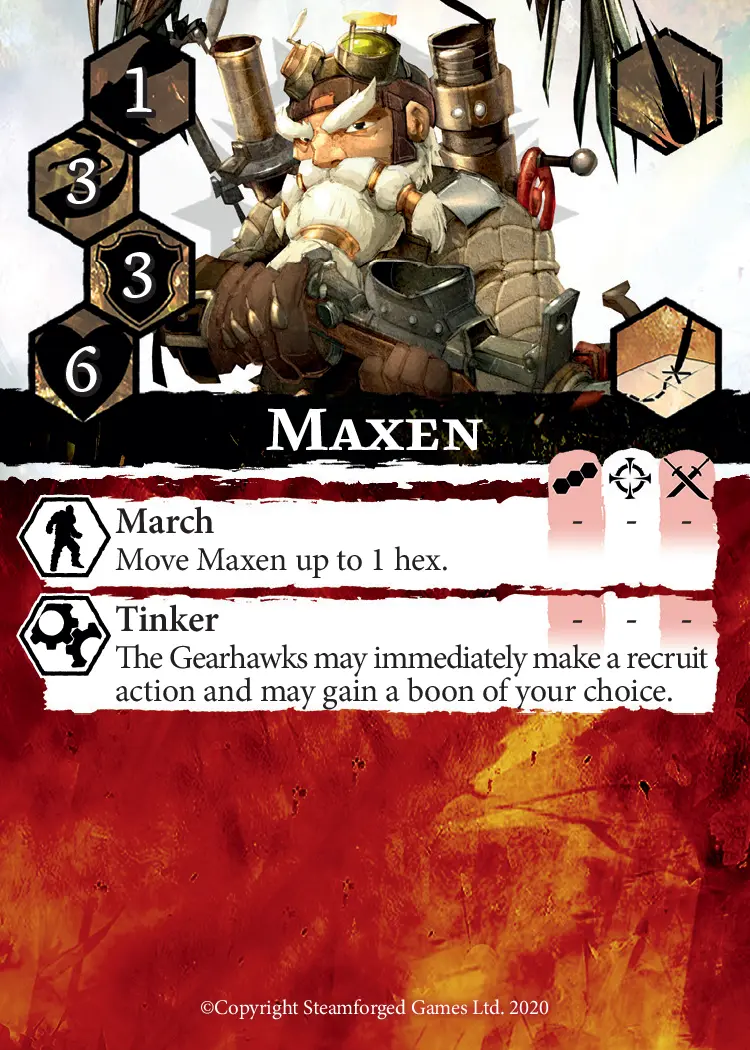 1
3
3
6
Maxen
March
- - -
Move Maxen up to 1 hex.
Tinker
- - -
The Gearhawks may immediately make a recruit
action and may gain a boon of your choice.
©Copyright Steamforged Games Ltd. 2020